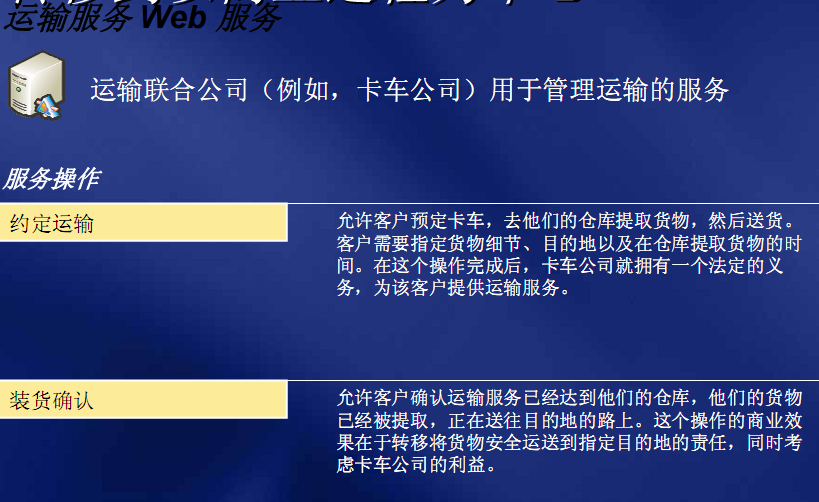 运输服务 Web 服务
运输联合公司（例如，卡车公司）用于管理运输的服务
服务操作
约定运输
允许客户预定卡车，去他们的仓库提取货物，然后送货。
客户需要指定货物细节、目的地以及在仓库提取货物的时
间。在这个操作完成后，卡车公司就拥有一个法定的义
务，为该客户提供运输服务。
装货确认
允许客户确认运输服务已经达到他们的仓库，他们的货物
已经被提取，正在送往目的地的路上。这个操作的商业效
果在于转移将货物安全运送到指定目的地的责任，同时考
虑卡车公司的利益。